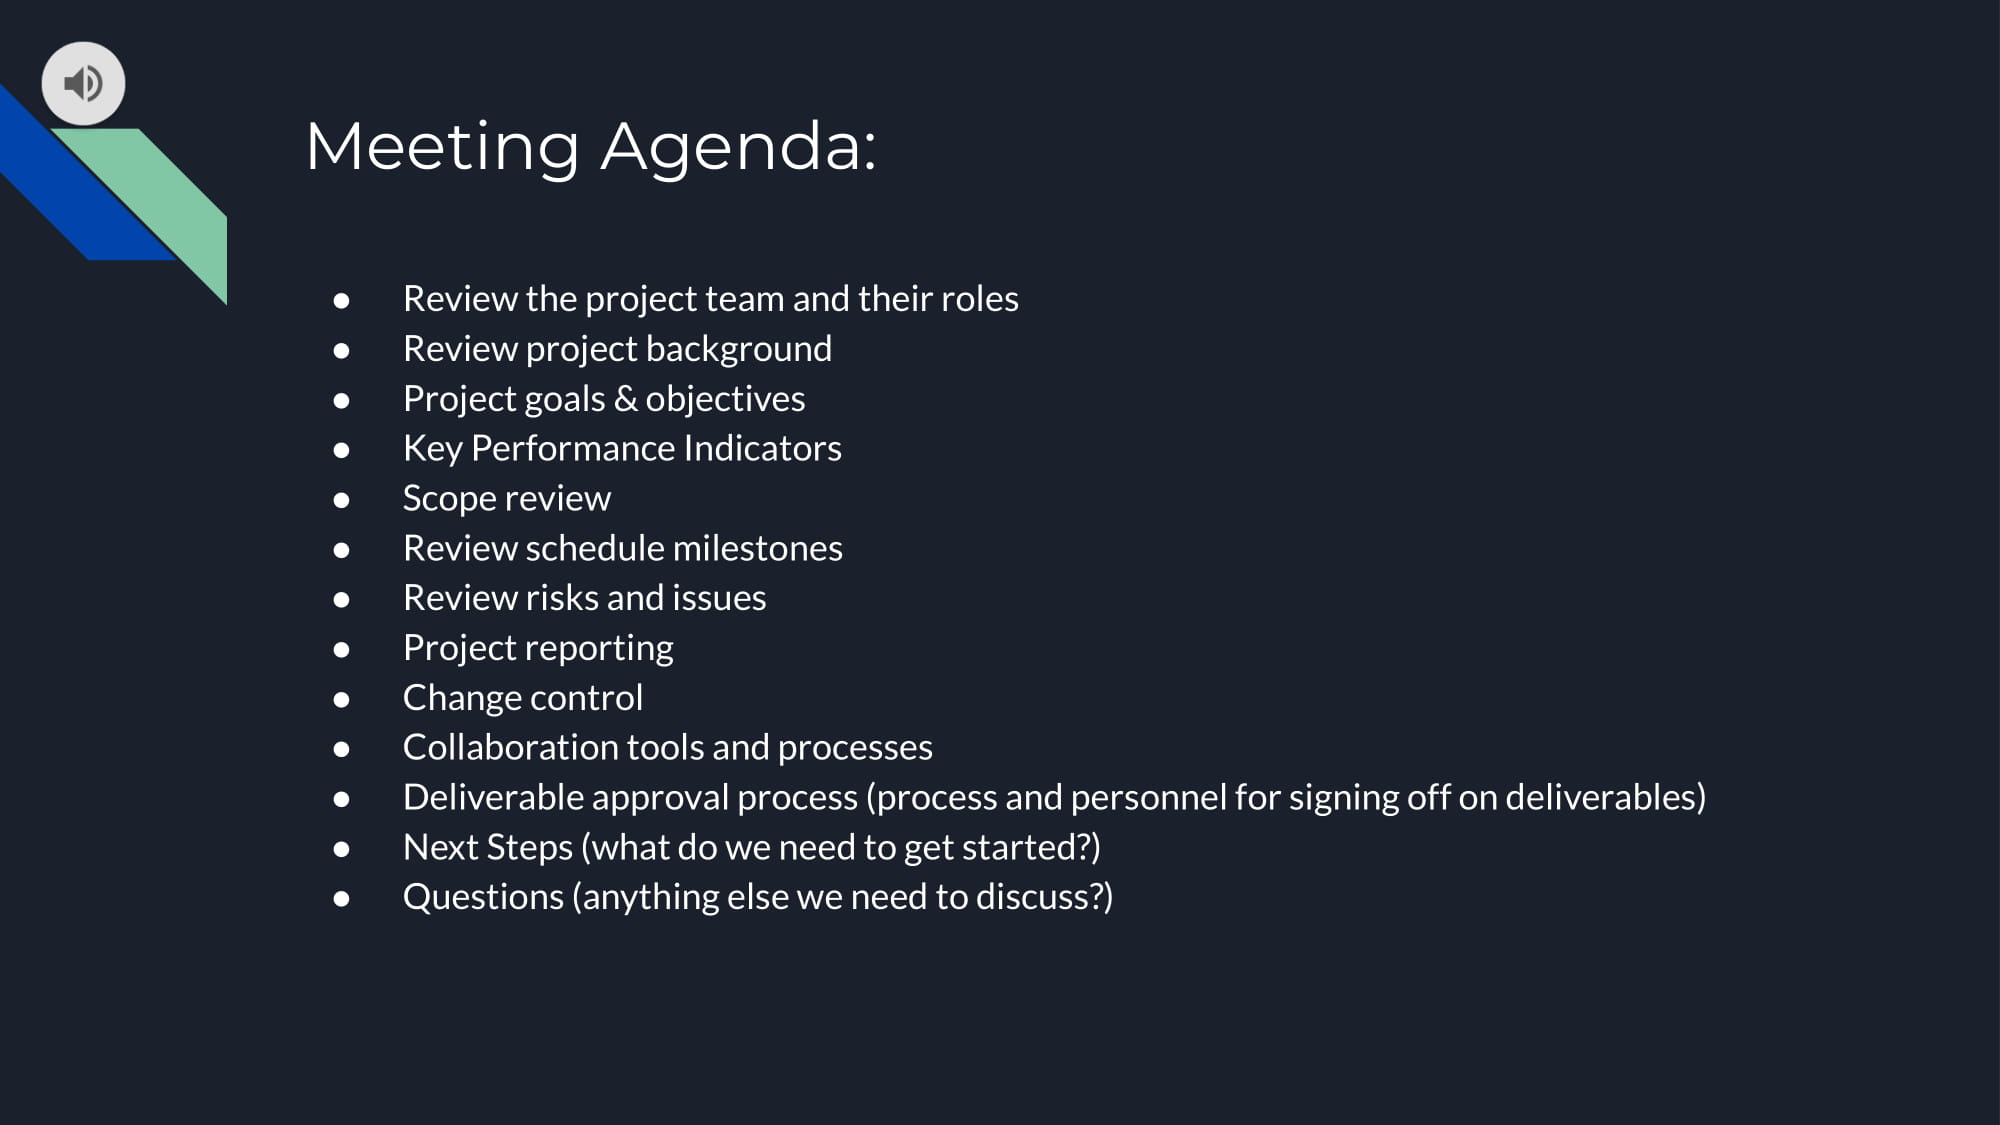 Meeting Agenda:
● Review the project team and their roles
● Review project background
● Project goals & objectives
● Key Performance Indicators
● Scope review
● Review schedule milestones
● Review risks and issues
● Project reporting
● Change control
● Collaboration tools and processes
● Deliverable approval process (process and personnel for signing off on deliverables)
● Next Steps (what do we need to get started?)
● Questions (anything else we need to discuss?)